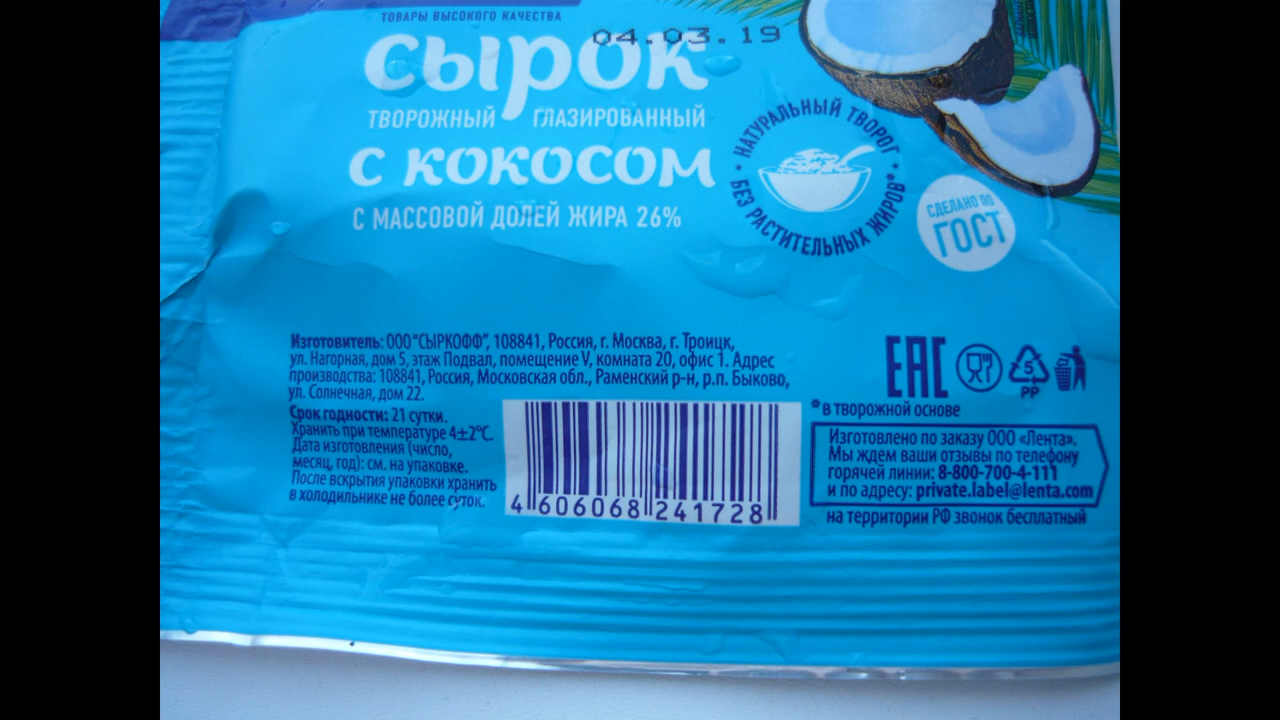 ТОВАРЫ ВЫСОКОГО КАЧЕСТВА
04.03.19
сырок
ТВОРОЖНЫЙ ГЛАЗИРОВАННЫЙ
с кокосом
С МАССОВОЙ ДОЛЕЙ ЖИРА 26%
• НАТУРАЛЬНЫЙ ТВОРОГ •
БЕЗ РАСТИТЕЛЬНЫХ ЖИРОВ*
СДЕЛАНО ПО
ГОСТ
Изготовитель: ООО "СЫРКОФФ", 108841, Россия, г. Москва, г. Троицк,
ул. Нагорная, дом 5, этаж Подвал, помещение V, комната 20, офис 1. Адрес
производства: 108841, Россия, Московская обл., Раменский р-н, р.п. Быково,
ул. Солнечная, дом 22.
Срок годности: 21 сутки.
Хранить при температуре 4±2°С.
Дата изготовления (число,
месяц, год): см. на упаковке.
После вскрытия упаковки хранить
в холодильнике не более суток.
4 606068 241728
EAC
5
PP
*в творожной основе
Изготовлено по заказу ООО «Лента».
Мы ждем ваши отзывы по телефону
горячей линии: 8-800-700-4-111
и по адресу: private.label@lenta.com
на территории РФ звонок бесплатный